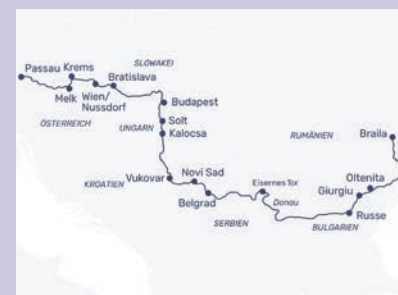 SLOWAKEI
Passau Krems
Bratislava
Melk
Wien/
Nussdorf
Budapest
ÖSTERREICH
UNGARN
Solt
Kalocsa
RUMÄNIEN
Braila
KROATIEN
Vukovar
Novi Sad
Belgrad
Eisernes Tor
Donau
Oltenita
Giurgiu
SERBIEN
BULGARIEN
Russe